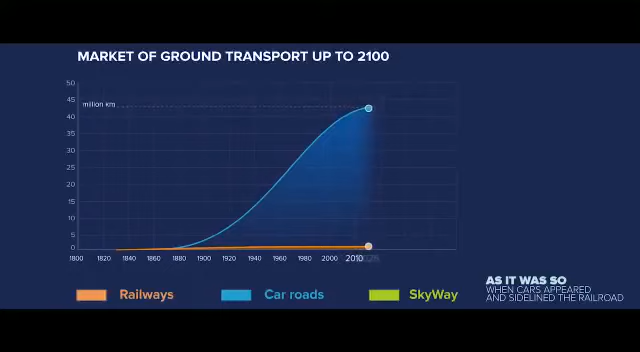 MARKET OF GROUND TRANSPORT UP TO 2100
50
million km
45
40
35
30
25
20
15
10
5
0
1800 1820 1840 1860 1880 1900 1920 1940 1960 1980 2000 2010
Railways Car roads SkyWay
AS IT WAS SO
WHEN CARS APPEARED
AND SIDELINED THE RAILROAD